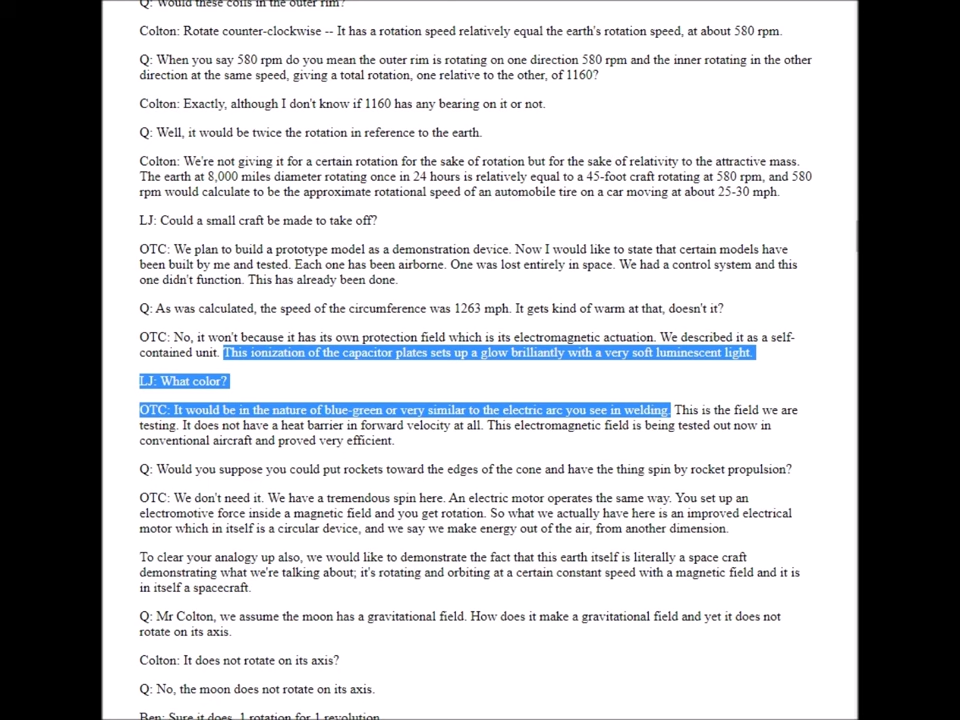 Q: Would these coils in the outer rim?
Colton: Rotate counter-clockwise -- It has a rotation speed relatively equal the earth's rotation speed, at about 580 rpm.
Q: When you say 580 rpm do you mean the outer rim is rotating on one direction 580 rpm and the inner rotating in the other
direction at the same speed, giving a total rotation, one relative to the other, of 1160?
Colton: Exactly, although I don't know if 1160 has any bearing on it or not.
Q: Well, it would be twice the rotation in reference to the earth.
Colton: We're not giving it for a certain rotation for the sake of rotation but for the sake of relativity to the attractive mass.
The earth at 8,000 miles diameter rotating once in 24 hours is relatively equal to a 45-foot craft rotating at 580 rpm, and 580
rpm would calculate to be the approximate rotational speed of an automobile tire on a car moving at about 25-30 mph.
LJ: Could a small craft be made to take off?
OTC: We plan to build a prototype model as a demonstration device. Now I would like to state that certain models have
been built by me and tested. Each one has been airborne. One was lost entirely in space. We had a control system and this
one didn't function. This has already been done.
Q: As was calculated, the speed of the circumference was 1263 mph. It gets kind of warm at that, doesn't it?
OTC: No, it won't because it has its own protection field which is its electromagnetic actuation. We described it as a self-
contained unit. This ionization of the capacitor plates sets up a glow brilliantly with a very soft luminescent light.
LJ: What color?
OTC: It would be in the nature of blue-green or very similar to the electric arc you see in welding. This is the field we are
testing. It does not have a heat barrier in forward velocity at all. This electromagnetic field is being tested out now in
conventional aircraft and proved very efficient.
Q: Would you suppose you could put rockets toward the edges of the cone and have the thing spin by rocket propulsion?
OTC: We don't need it. We have a tremendous spin here. An electric motor operates the same way. You set up an
electromotive force inside a magnetic field and you get rotation. So what we actually have here is an improved electrical
motor which in itself is a circular device, and we say we make energy out of the air, from another dimension.
To clear your analogy up also, we would like to demonstrate the fact that this earth itself is literally a space craft
demonstrating what we're talking about; it's rotating and orbiting at a certain constant speed with a magnetic field and it is
in itself a spacecraft.
Q: Mr Colton, we assume the moon has a gravitational field. How does it make a gravitational field and yet it does not
rotate on its axis.
Colton: It does not rotate on its axis?
Q: No, the moon does not rotate on its axis.
Ben: Sure it does, 1 rotation for 1 revolution.